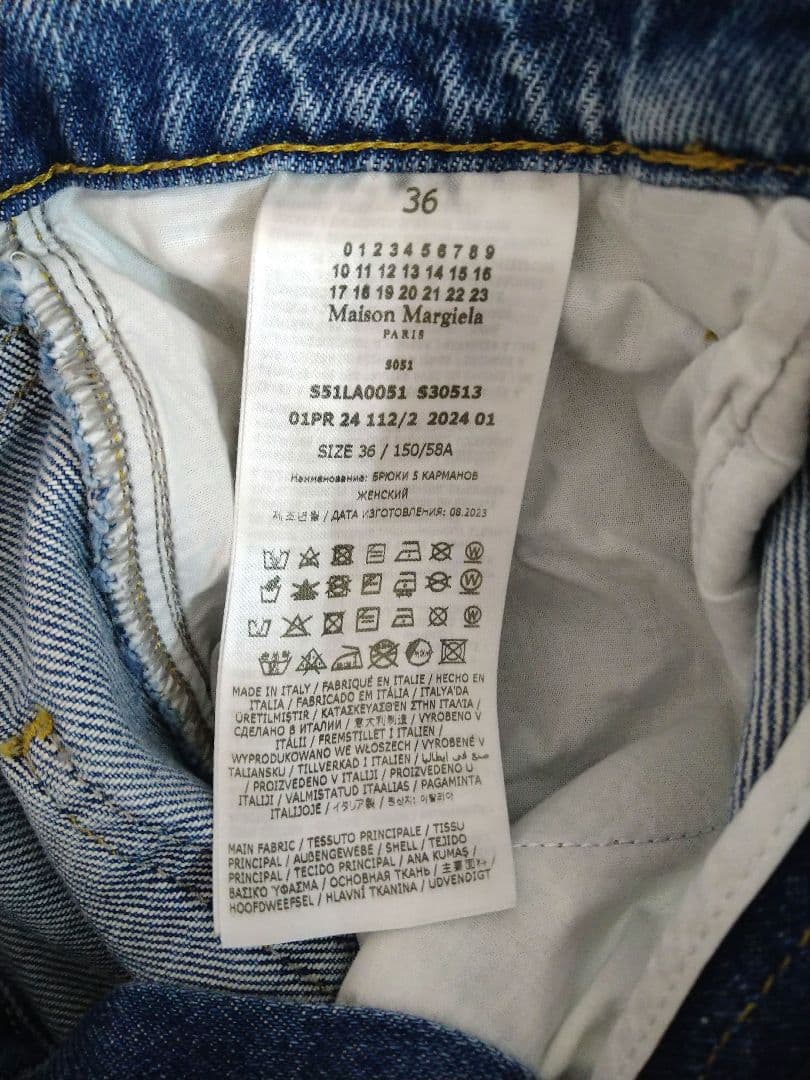 36
0 1 2 3 4 5 6 7 8 9
10 11 12 13 14 15 16
17 18 19 20 21 22 23
Maison Margiela
PARIS
S051
S51LA0051 S30513
01PR 24 112/2 2024 01
SIZE 36 / 150/58A
Наименование: БРЮКИ 5 КАРМАНОВ
ЖЕНСКИЙ
제조년월 / ДАТА ИЗГОТОВЛЕНИЯ: 08.2023
MADE IN ITALY / FABRIQUÉ EN ITALIE / HECHO EN
ITALIA / FABRICADO EM ITÁLIA / ITALYA'DA
ÜRETILMIŞTIR / ΚΑΤΑΣΚΕΥΑΣΘΕΝ ΣΤΗΝ ΙΤΑΛΙΑ /
СДЕЛАНО В ИТАЛИИ / 意大利制造 / VYROBENO V
ITÁLII / FREMSTILLET I ITALIEN /
WYPRODUKOWANO WE WŁOSZECH / VYROBENÉ V
TALIANSKU / TILLVERKAD I ITALIEN / صنع في ايطاليا
/ PROIZVEDENO V ITALIJI / PROIZVEDENO U
ITALIJI / VALMISTATUD ITAALIAS / PAGAMINTA
ITALIJOJE / イタリア製 / 원산지: 이탈리아
MAIN FABRIC / TESSUTO PRINCIPALE / TISSU
PRINCIPAL / AUßENGEWEBE / SHELL / TEJIDO
PRINCIPAL / TECIDO PRINCIPAL / ANA KUMAŞ /
ΒΑΣΙΚΟ ΎΦΑΣΜΑ / ОСНОВНАЯ ТКАНЬ / 主要面料 /
HOOFDWEEFSEL / HLAVNÍ TKANINA / UDVENDIGT